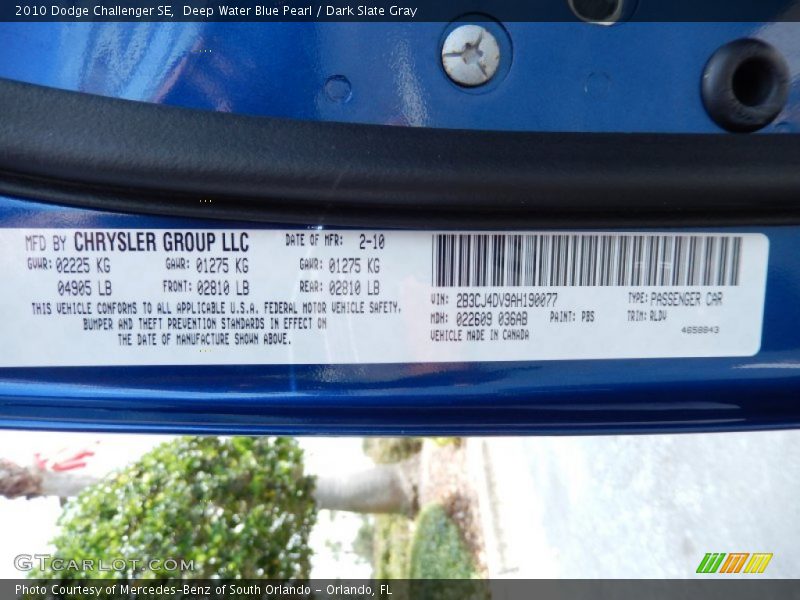 2010 Dodge Challenger SE,  Deep Water Blue Pearl / Dark Slate Gray
MFD BY CHRYSLER GROUP LLC DATE OF MFR: 2-10
GVWR: 02225 KG GAWR: 01275 KG GAWR: 01275 KG
04905 LB FRONT: 02810 LB REAR: 02810 LB
THIS VEHICLE CONFORMS TO ALL APPLICABLE U.S.A. FEDERAL MOTOR VEHICLE SAFETY,
BUMPER AND THEFT PREVENTION STANDARDS IN EFFECT ON
THE DATE OF MANUFACTURE SHOWN ABOVE.
VIN: 2B3CJ4DV9AH190077 TYPE: PASSENGER CAR
MDH: 022609 036AB PAINT: PBS TRIM: RLDV
VEHICLE MADE IN CANADA 4658843
GTCarLot.com
Photo Courtesy of Mercedes-Benz of South Orlando - Orlando, FL